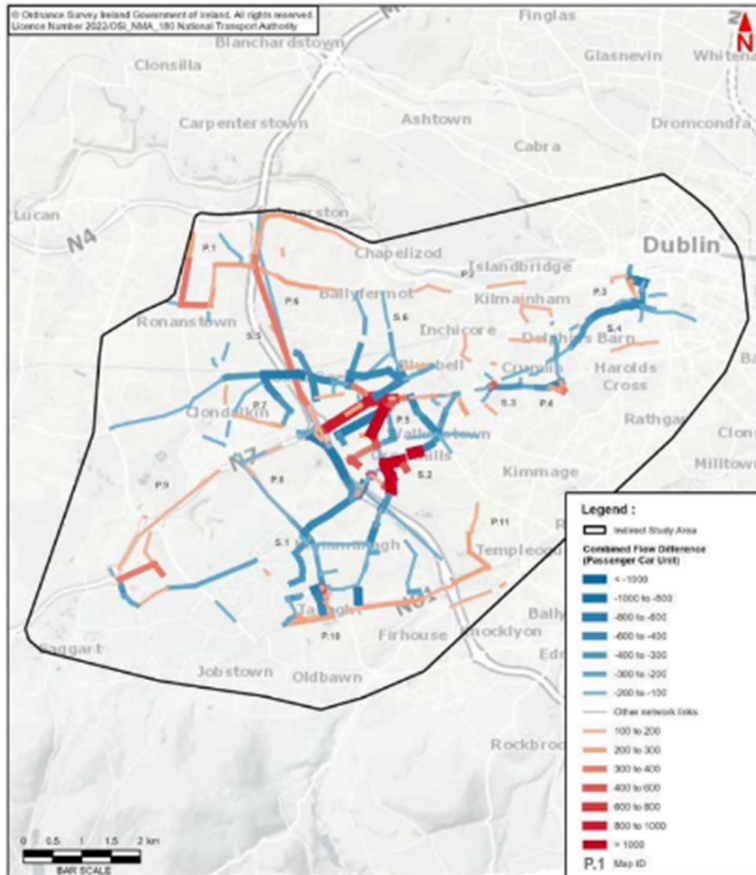 © Ordnance Survey Ireland Government of Ireland. All rights reserved.
Licence Number 2022/OSi_NMA_180 National Transport Authority
Finglas
N
Blanchardstown
Glasnevin
Clonsilla
Carpenterstown
Ashtown
Dromcondra
Cabra
Lucan
N4
P.1
Chapelizod
Dublin
Islandbridge
P.2
P.3
P.6
Ballyfermot
Kilmainham
Ronanstown
S.6
S.4
S.5
Inchicore
Dolphins Barn
Bluebell
Crumlin
Harolds
Cross
S.3
P.4
P.7
Clondalkin
P.5
Rathgar
N7
S.2
Kimmage
Milltown
P.8
P.9
P.11
S.1
Templeogue
Tallaght
N81
P.10
Firhouse
Knocklyon
Saggart
Jobstown
Oldbawn
Rockbroo
Legend :
Indirect Study Area
Combined Flow Difference
(Passenger Car Unit)
< -1000
-1000 to -800
-800 to -600
-600 to -400
-400 to -300
-300 to -200
-200 to -100
Other network links
100 to 200
200 to 300
300 to 400
400 to 600
600 to 800
800 to 1000
> 1000
P.1 Map ID
0 0.5 1 1.5 2 km
BAR SCALE